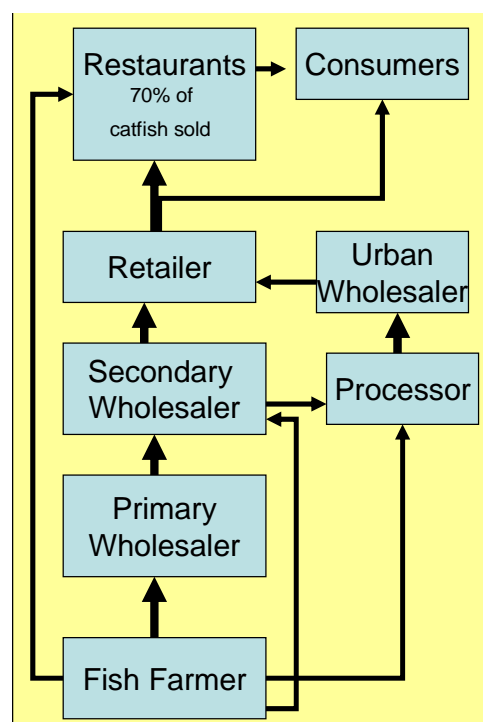 Restaurants
70% of
catfish sold
Consumers
Retailer
Urban
Wholesaler
Secondary
Wholesaler
Processor
Primary
Wholesaler
Fish Farmer